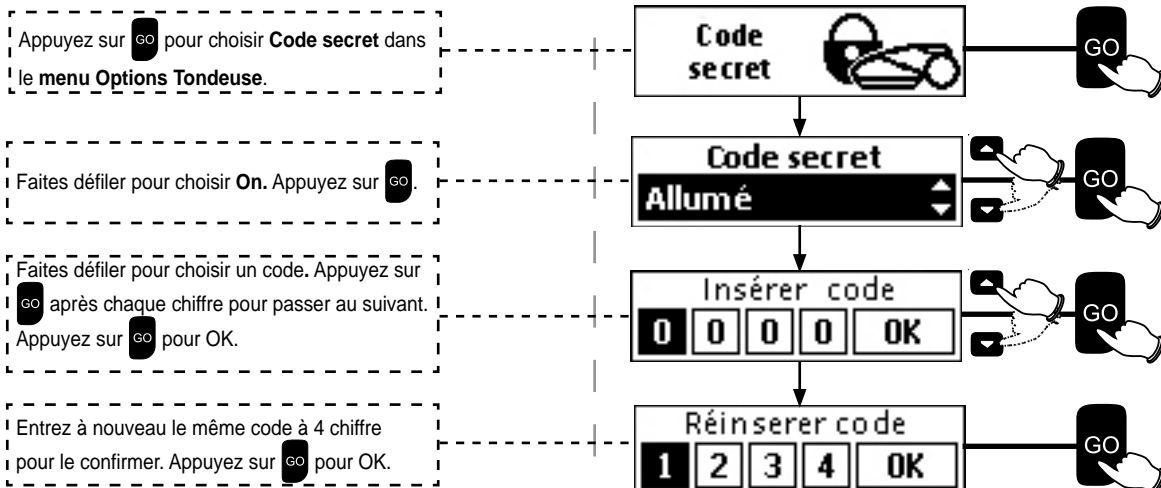 Appuyez sur GO pour choisir Code secret dans
le menu Options Tondeuse.
Code
secret
GO
Faites défiler pour choisir On. Appuyez sur GO.
Code secret
Allumé
GO
Faites défiler pour choisir un code. Appuyez sur
GO après chaque chiffre pour passer au suivant.
Appuyez sur GO pour OK.
Insérer code
0 0 0 0 OK
GO
Entrez à nouveau le même code à 4 chiffre
pour le confirmer. Appuyez sur GO pour OK.
Réinserer code
1 2 3 4 OK
GO